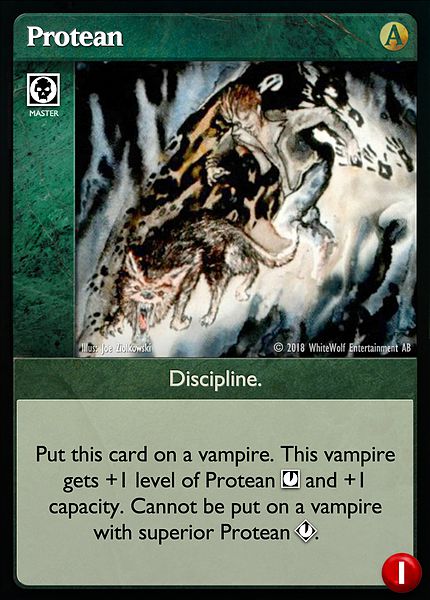 Protean
A
MASTER
Illus: Joe Ziolkowski
© 2018 WhiteWolf Entertainment AB
Discipline.
Put this card on a vampire. This vampire
gets +1 level of Protean and +1
capacity. Cannot be put on a vampire
with superior Protean .
1